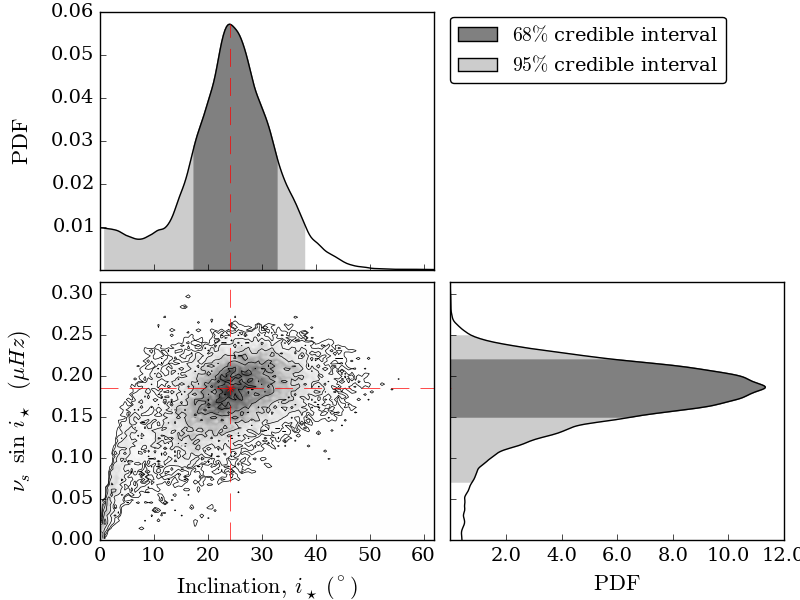 0.06
0.05
0.04
0.03
0.02
0.01
PDF
68% credible interval
95% credible interval
0.30
0.25
0.20
0.15
0.10
0.05
0.00
ν_s sin i_⋆ (μHz)
0 10 20 30 40 50 60
Inclination, i_⋆ (°)
2.0 4.0 6.0 8.0 10.0 12.0
PDF